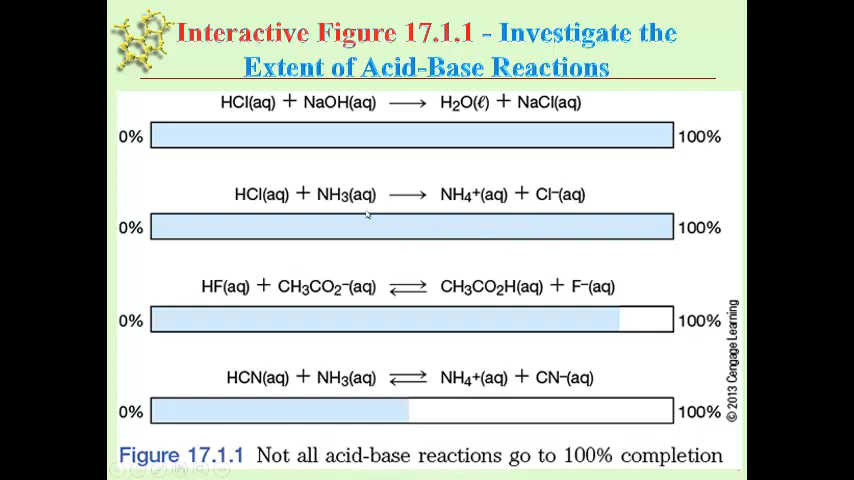 Interactive Figure 17.1.1 - Investigate the
Extent of Acid-Base Reactions
HCl(aq) + NaOH(aq) ⟶ H2O(ℓ) + NaCl(aq)
0% 100%
HCl(aq) + NH3(aq) ⟶ NH4+(aq) + Cl–(aq)
0% 100%
HF(aq) + CH3CO2–(aq) ⇌ CH3CO2H(aq) + F–(aq)
0% 100%
HCN(aq) + NH3(aq) ⇌ NH4+(aq) + CN–(aq)
0% 100%
© 2013 Cengage Learning
Figure 17.1.1 Not all acid-base reactions go to 100% completion